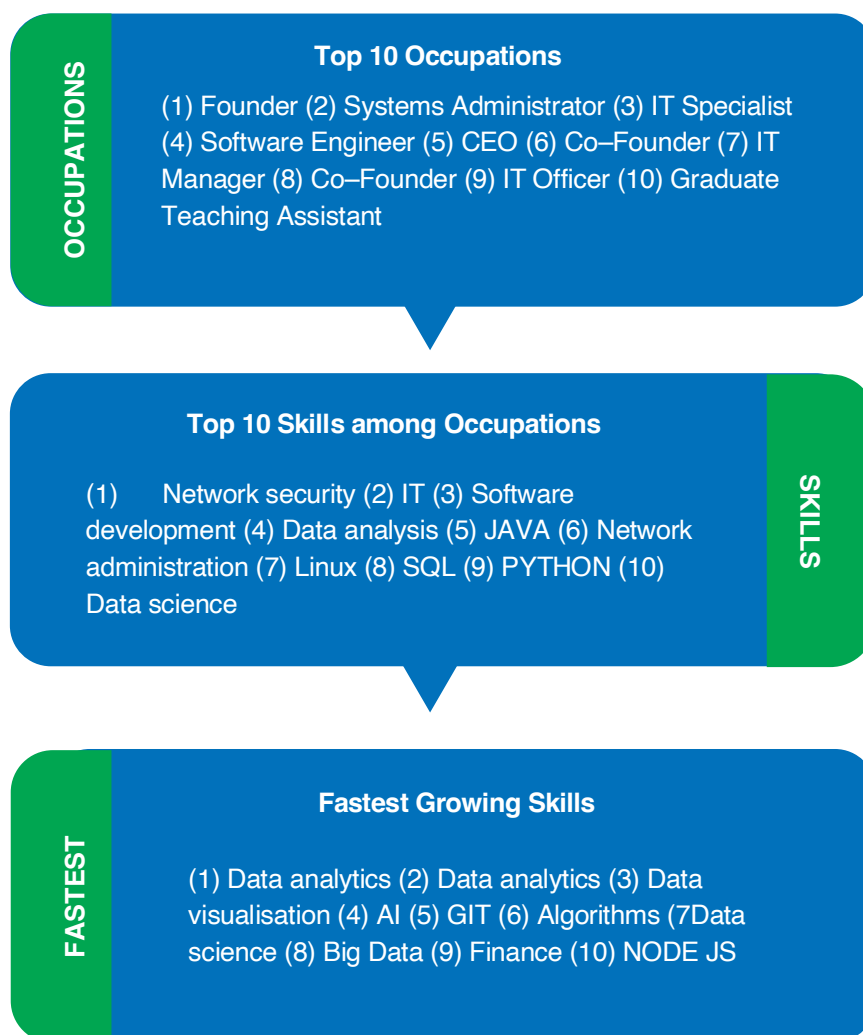 OCCUPATIONS
Top 10 Occupations
(1) Founder (2) Systems Administrator (3) IT Specialist
(4) Software Engineer (5) CEO (6) Co–Founder (7) IT
Manager (8) Co–Founder (9) IT Officer (10) Graduate
Teaching Assistant
Top 10 Skills among Occupations
(1) Network security (2) IT (3) Software
development (4) Data analysis (5) JAVA (6) Network
administration (7) Linux (8) SQL (9) PYTHON (10)
Data science
SKILLS
FASTEST
Fastest Growing Skills
(1) Data analytics (2) Data analytics (3) Data
visualisation (4) AI (5) GIT (6) Algorithms (7Data
science (8) Big Data (9) Finance (10) NODE JS